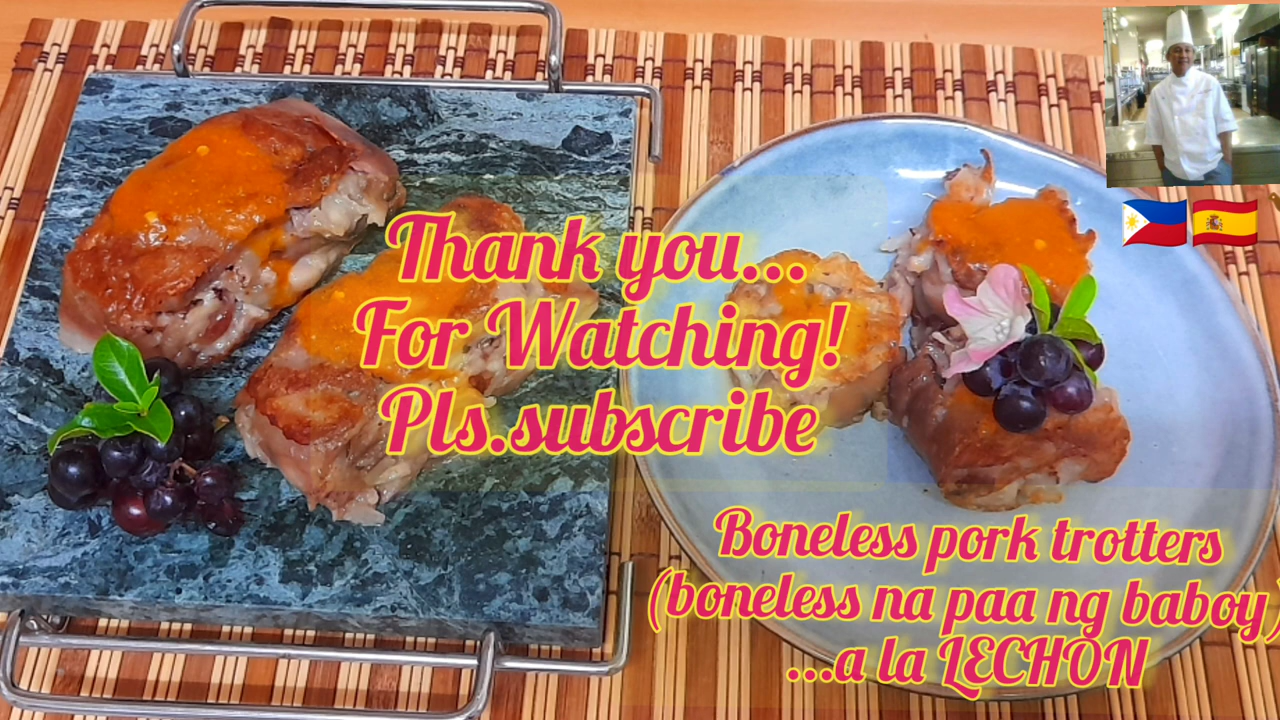 Thank you...
For Watching!
Pls.subscribe
Boneless pork trotters
(boneless na paa ng baboy)
...a la LECHON